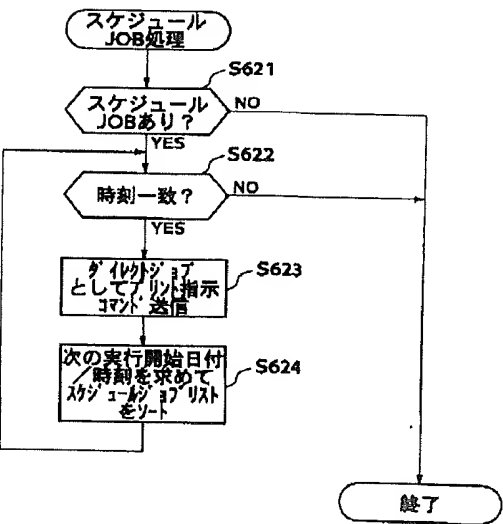 スケジュール
JOB処理
S621
スケジュール
JOBあり?
NO
YES
S622
時刻一致?
NO
YES
ダイレクトジョブ
としてプリント指示
コマンド送信
S623
次の実行開始日付
/時刻を求めて
スケジュールジョブリスト
をソート
S624
終了